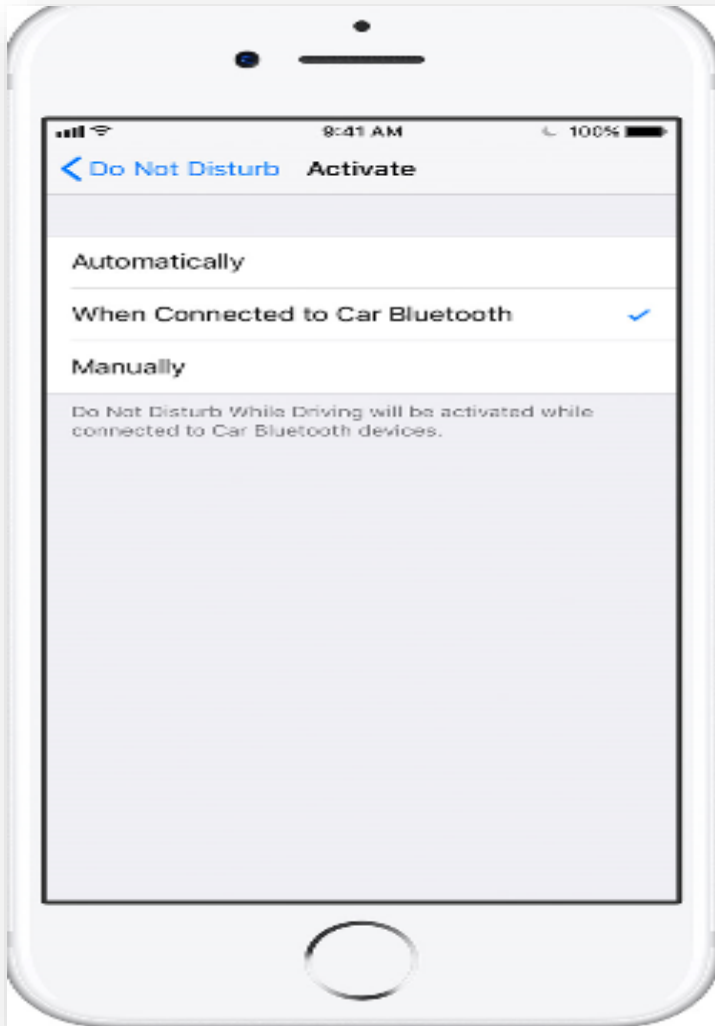 9:41 AM 100%
Do Not Disturb Activate
Automatically
When Connected to Car Bluetooth
Manually
Do Not Disturb While Driving will be activated while
connected to Car Bluetooth devices.